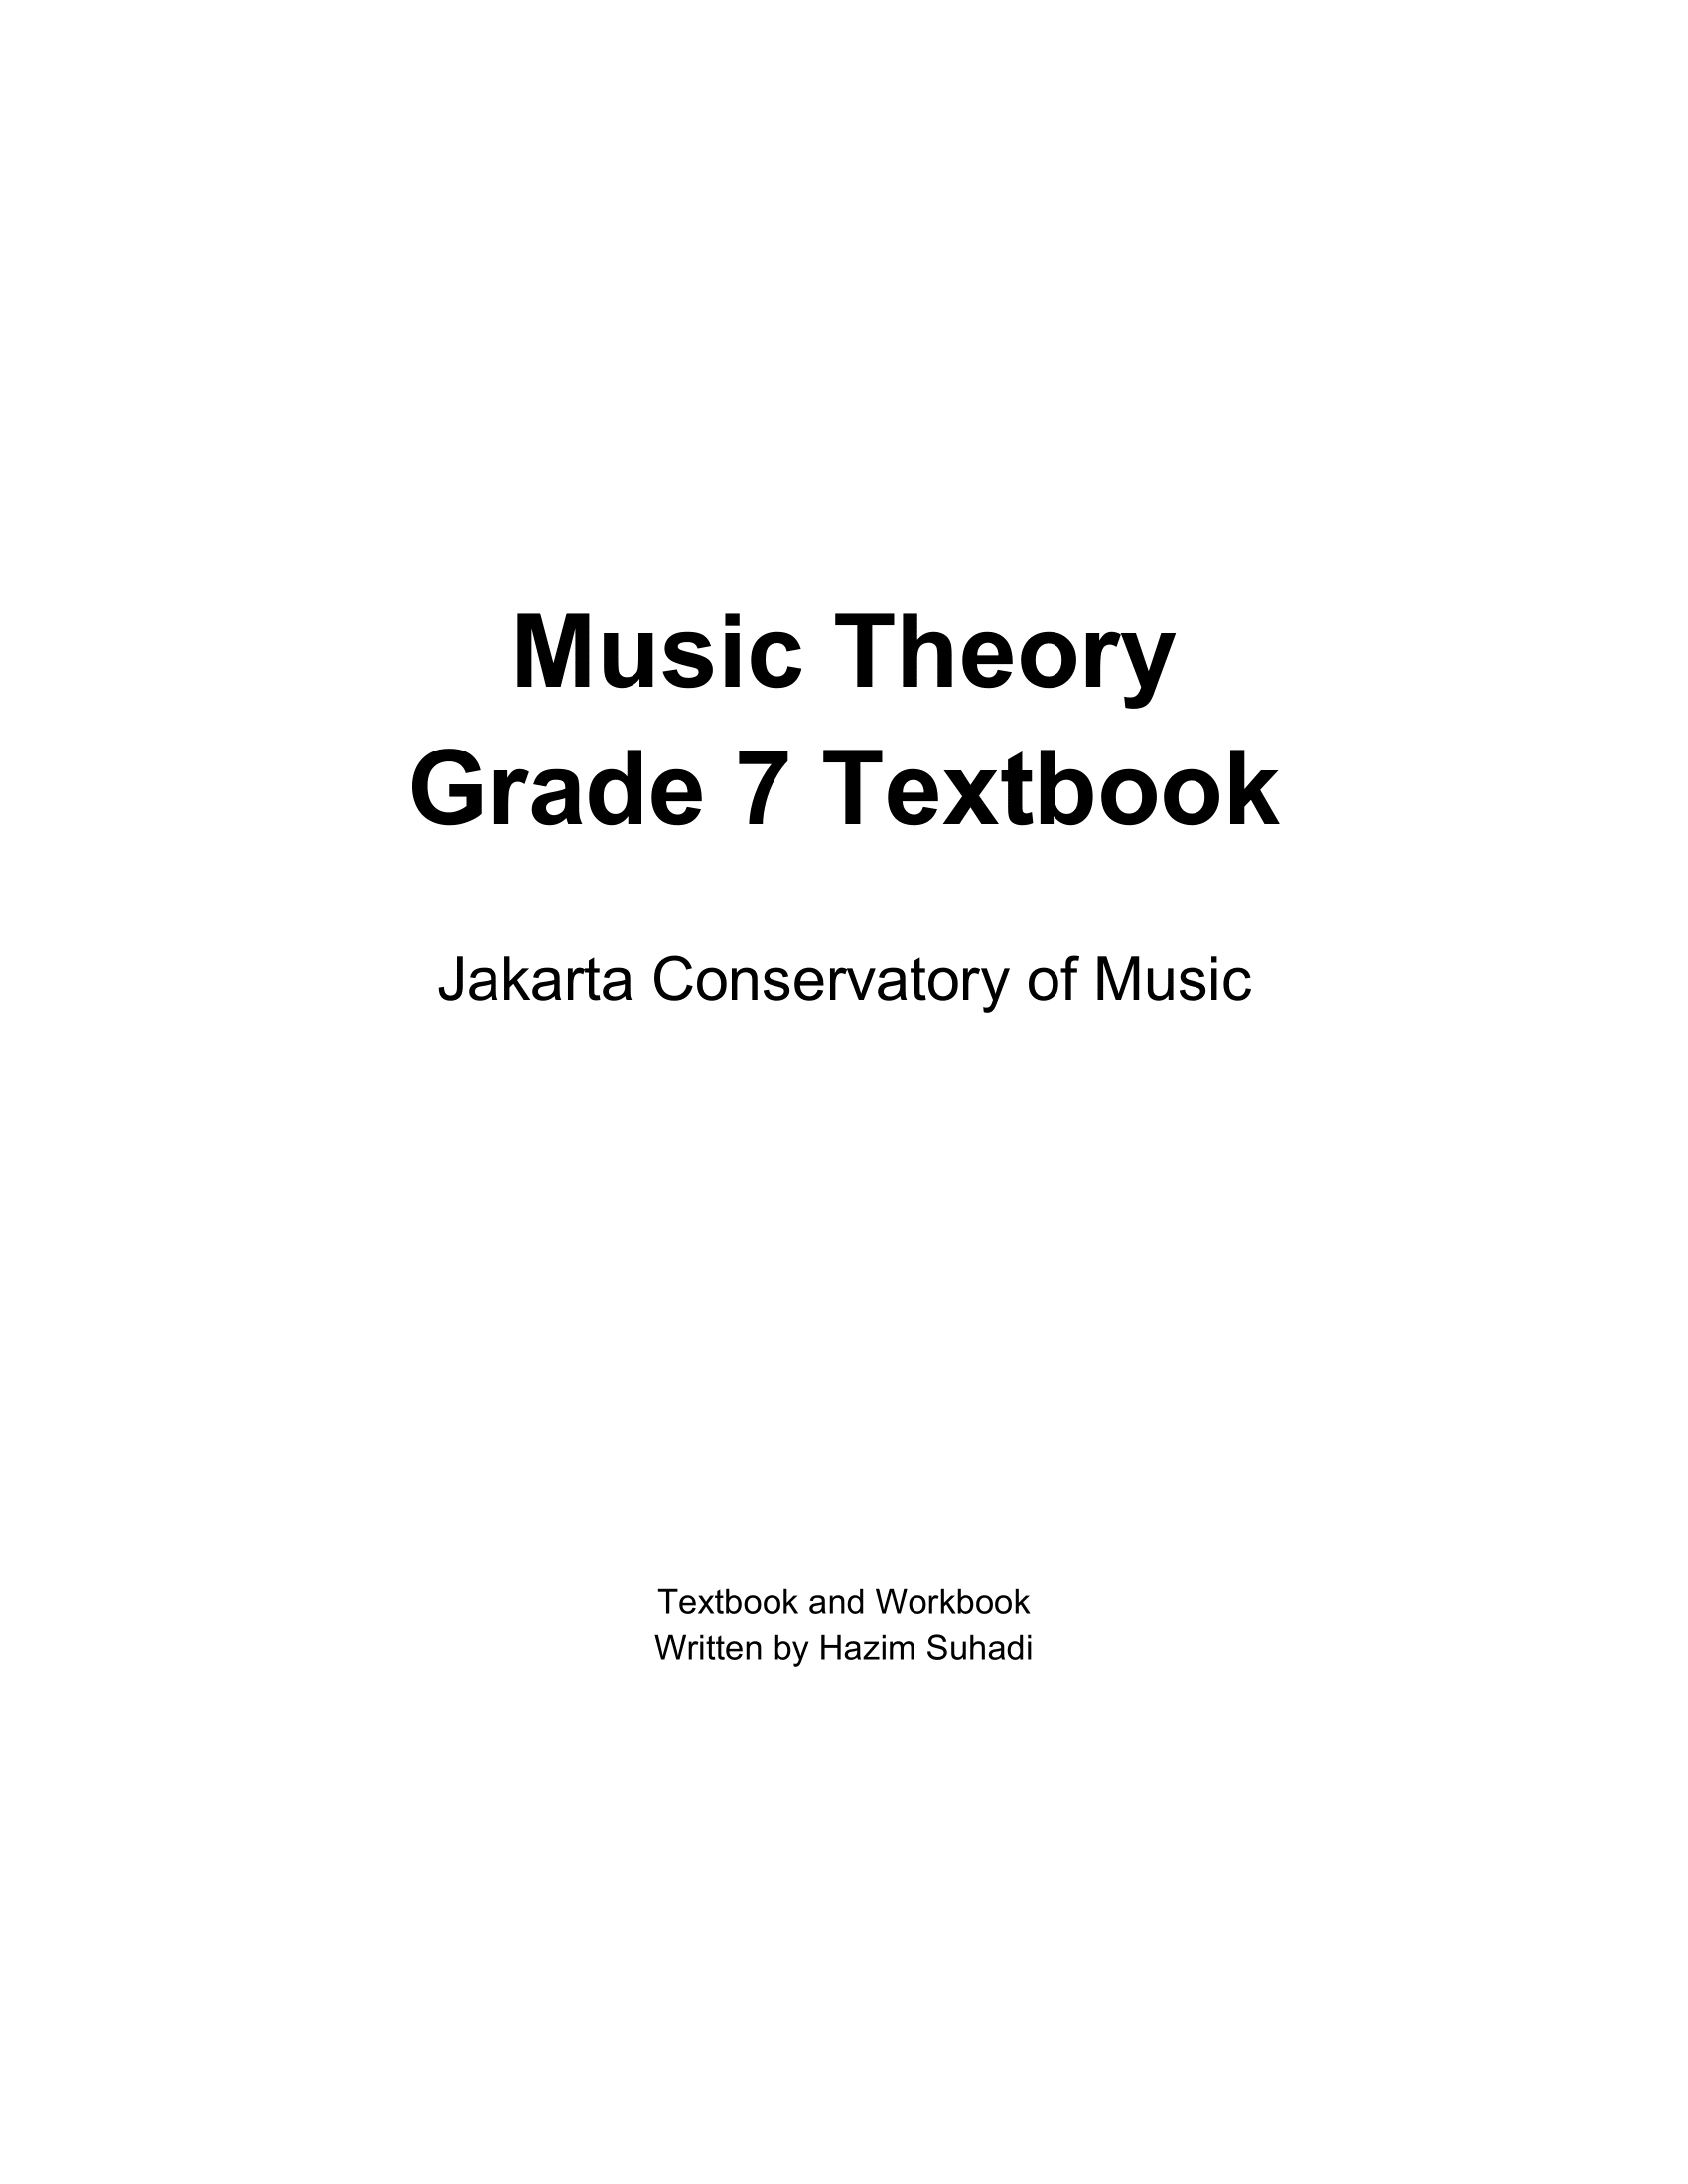 Music Theory
Grade 7 Textbook
Jakarta Conservatory of Music
Textbook and Workbook
Written by Hazim Suhadi